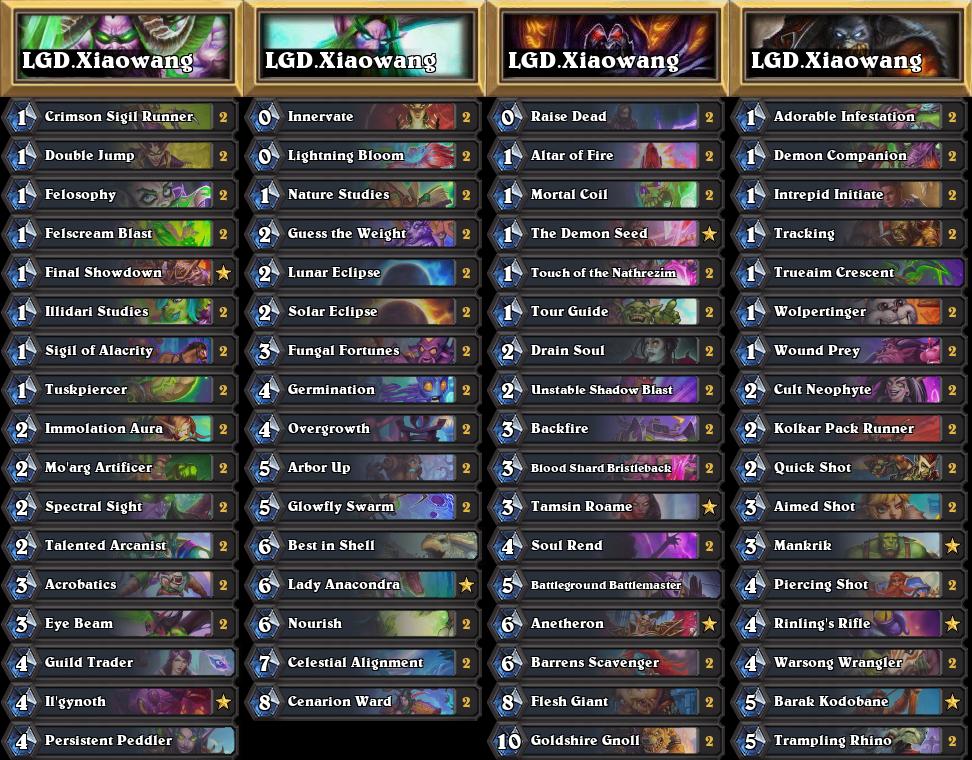 LGD.Xiaowang
1 Crimson Sigil Runner 2
1 Double Jump 2
1 Felosophy 2
1 Felscream Blast 2
1 Final Showdown
1 Illidari Studies 2
1 Sigil of Alacrity 2
1 Tuskpiercer 2
2 Immolation Aura 2
2 Mo'arg Artificer 2
2 Spectral Sight 2
2 Talented Arcanist 2
3 Acrobatics 2
3 Eye Beam 2
4 Guild Trader
4 Il'gynoth
4 Persistent Peddler
LGD.Xiaowang
0 Innervate 2
0 Lightning Bloom 2
1 Nature Studies 2
2 Guess the Weight 2
2 Lunar Eclipse 2
2 Solar Eclipse 2
3 Fungal Fortunes 2
4 Germination 2
4 Overgrowth 2
5 Arbor Up 2
5 Glowfly Swarm 2
6 Best in Shell
6 Lady Anacondra
6 Nourish 2
7 Celestial Alignment 2
8 Cenarion Ward 2
LGD.Xiaowang
0 Raise Dead 2
1 Altar of Fire 2
1 Mortal Coil 2
1 The Demon Seed
1 Touch of the Nathrezim 2
1 Tour Guide 2
2 Drain Soul 2
2 Unstable Shadow Blast 2
3 Backfire 2
3 Blood Shard Bristleback 2
3 Tamsin Roame
4 Soul Rend 2
5 Battleground Battlemaster
6 Anetheron
6 Barrens Scavenger 2
8 Flesh Giant 2
10 Goldshire Gnoll 2
LGD.Xiaowang
1 Adorable Infestation 2
1 Demon Companion 2
1 Intrepid Initiate 2
1 Tracking 2
1 Trueaim Crescent
1 Wolpertinger 2
1 Wound Prey 2
2 Cult Neophyte 2
2 Kolkar Pack Runner 2
2 Quick Shot 2
3 Aimed Shot 2
3 Mankrik
4 Piercing Shot 2
4 Rinling's Rifle
4 Warsong Wrangler 2
5 Barak Kodobane
5 Trampling Rhino 2